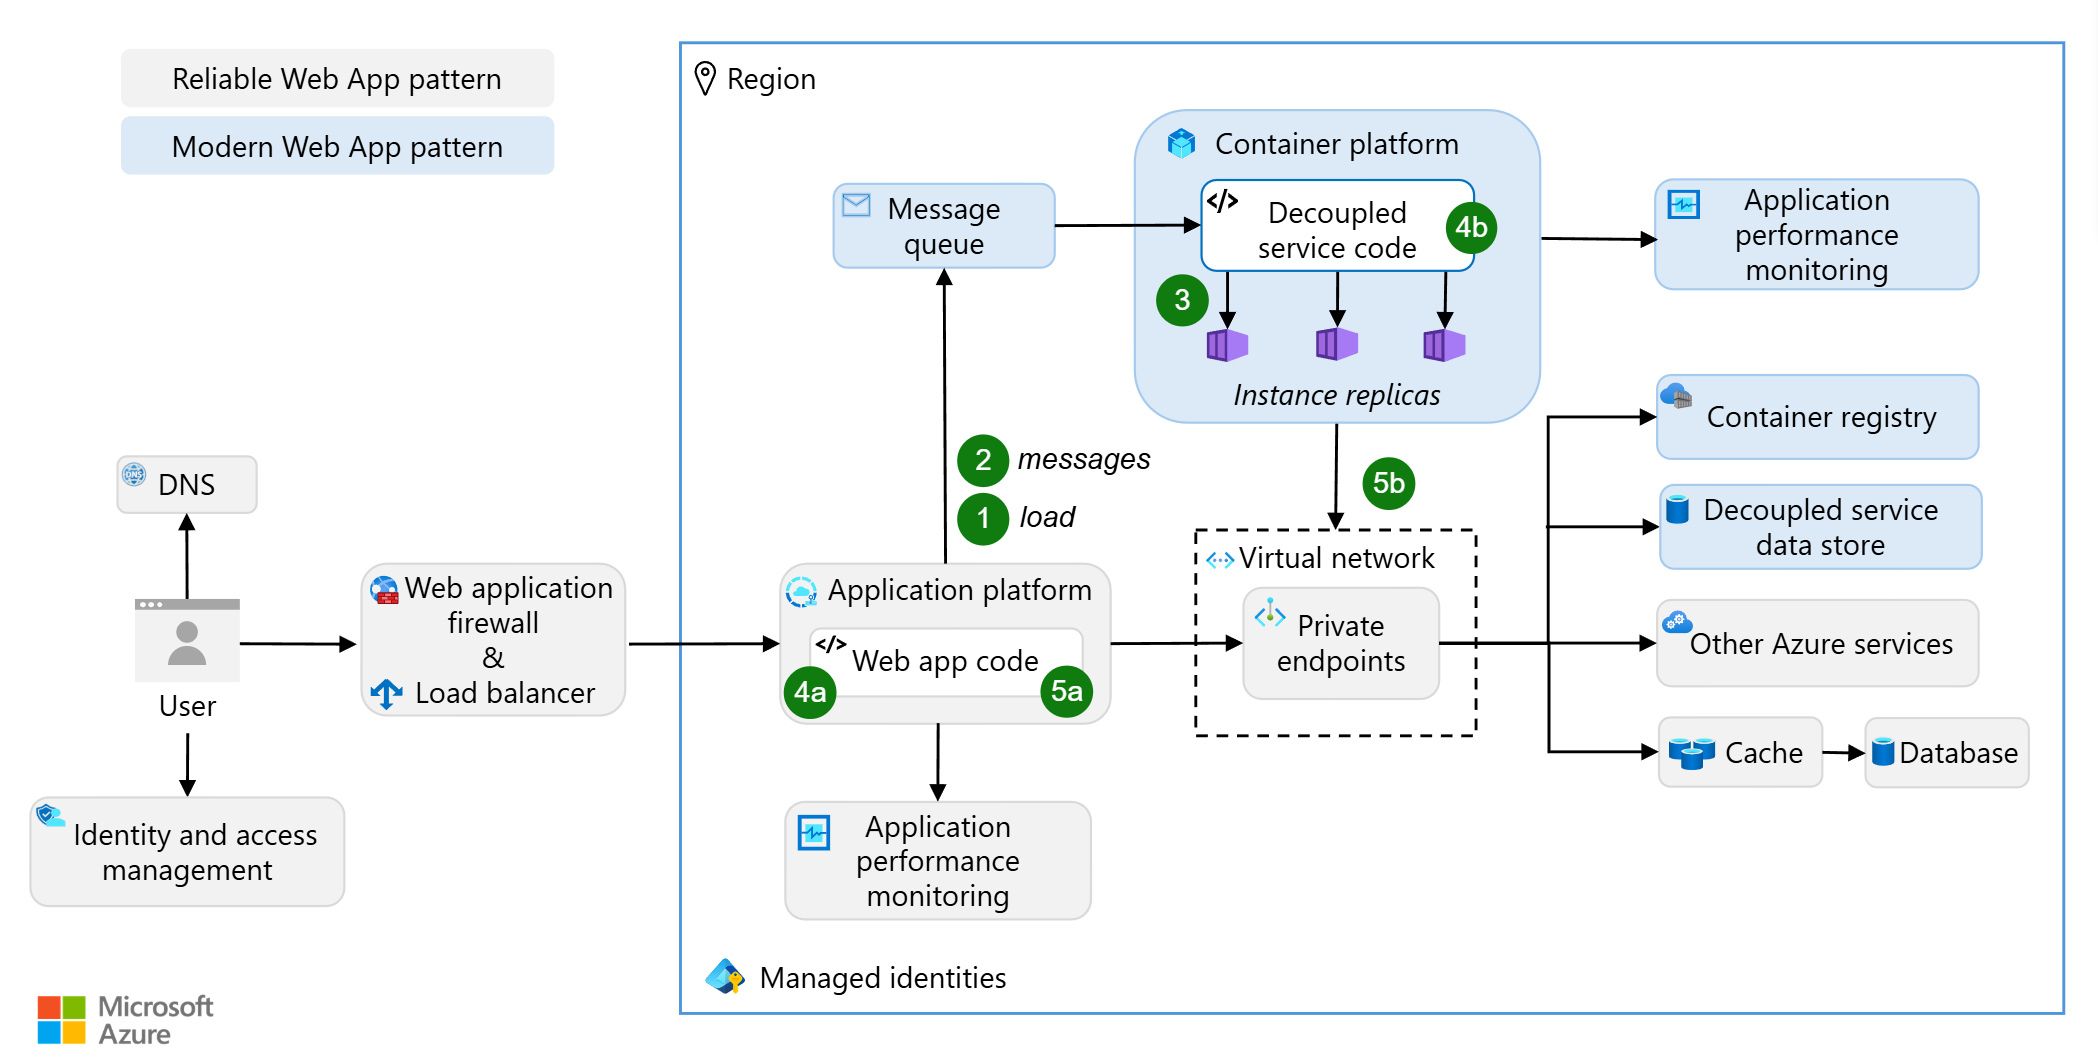 Reliable Web App pattern
Modern Web App pattern
Region
Container platform
Message
queue
Decoupled
service code
4b
Application
performance
monitoring
3
Instance replicas
Container registry
2 messages
1 load
5b
DNS
DNS
Decoupled service
data store
Virtual network
Web application
firewall
&
Load balancer
Application platform
Private
endpoints
Other Azure services
Web app code
4a
5a
User
Cache
Database
Identity and access
management
Application
performance
monitoring
Managed identities
Microsoft
Azure